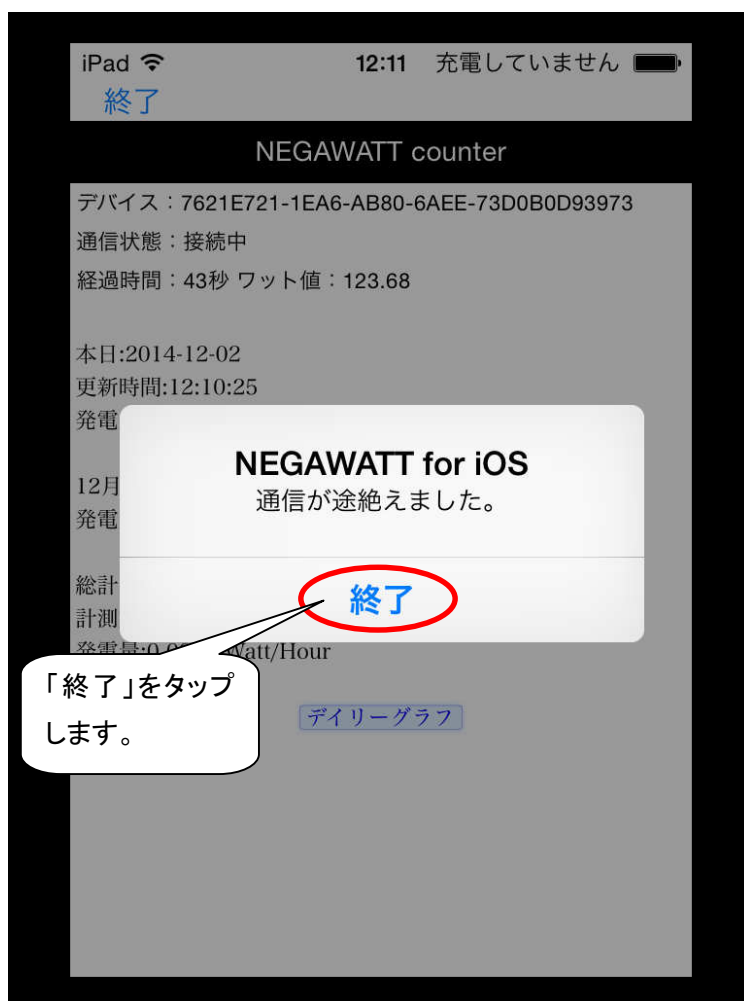 iPad 12:11 充電していません
終了
NEGAWATT counter
デバイス：7621E721-1EA6-AB80-6AEE-73D0B0D93973
通信状態：接続中
経過時間：43秒 ワット値：123.68
本日:2014-12-02
更新時間:12:10:25
発電
12月
発電
NEGAWATT for iOS
通信が途絶えました。
総計
計測
終了
発電量:0.0 Watt/Hour
「終了」をタップ
します。
デイリーグラフ